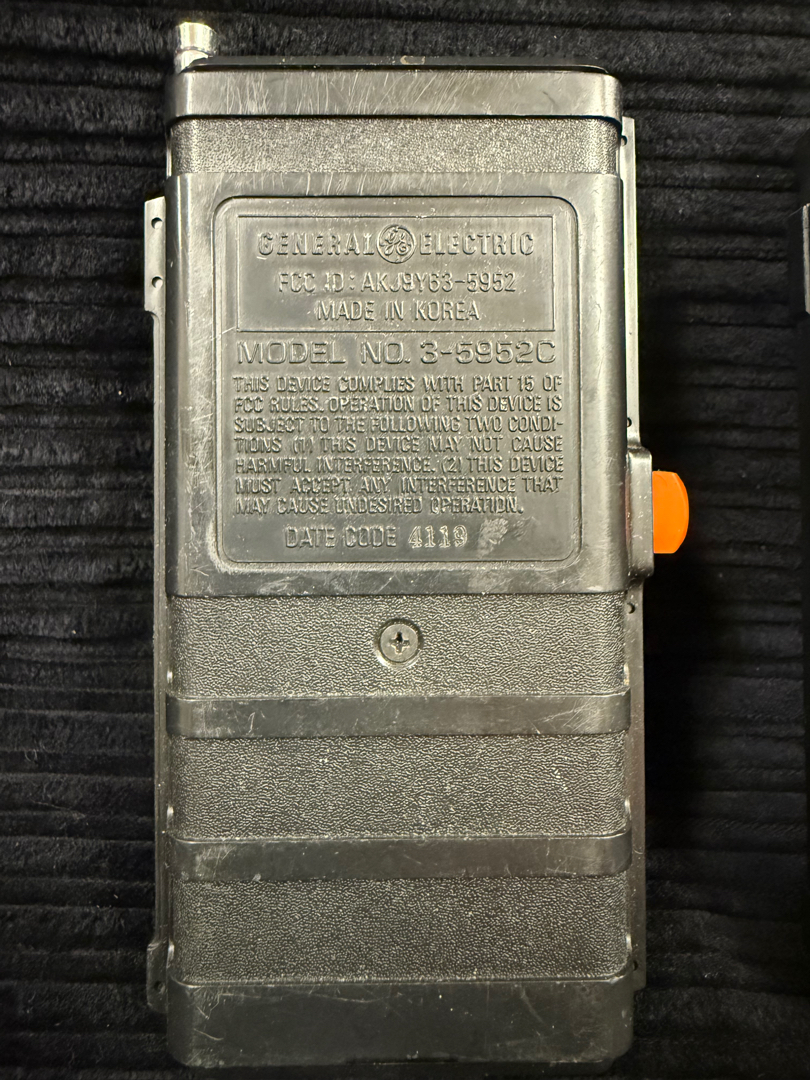 GENERAL GE ELECTRIC
FCC ID: AKJ9Y63-5952
MADE IN KOREA
MODEL NO. 3-5952C
THIS DEVICE COMPLIES WITH PART 15 OF
FCC RULES. OPERATION OF THIS DEVICE IS
SUBJECT TO THE FOLLOWING TWO CONDI-
TIONS (1) THIS DEVICE MAY NOT CAUSE
HARMFUL INTERFERENCE. (2) THIS DEVICE
MUST ACCEPT ANY INTERFERENCE THAT
MAY CAUSE UNDESIRED OPERATION.
DATE CODE 4119